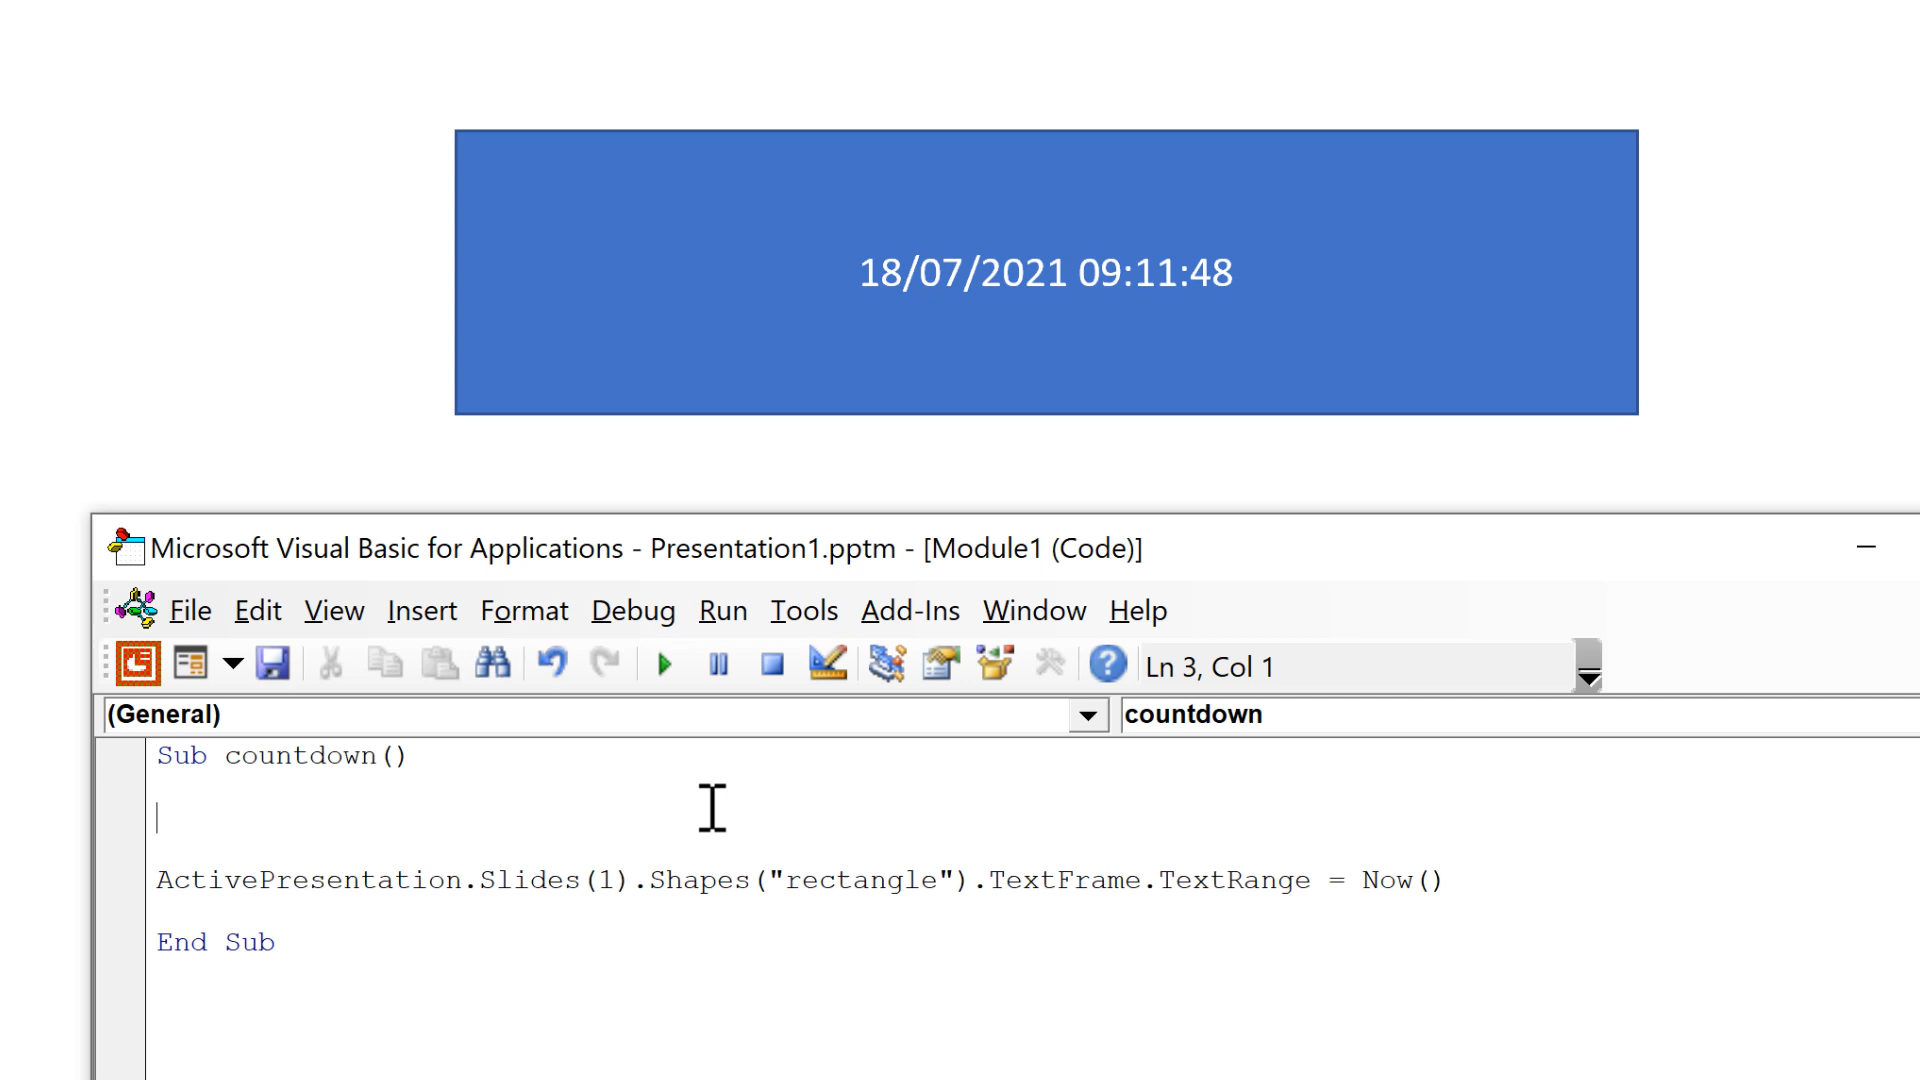 18/07/2021 09:11:48
Microsoft Visual Basic for Applications - Presentation1.pptm - [Module1 (Code)]
File Edit View Insert Format Debug Run Tools Add-Ins Window Help
Ln 3, Col 1
(General) countdown
Sub countdown()
ActivePresentation.Slides(1).Shapes("rectangle").TextFrame.TextRange = Now()
End Sub